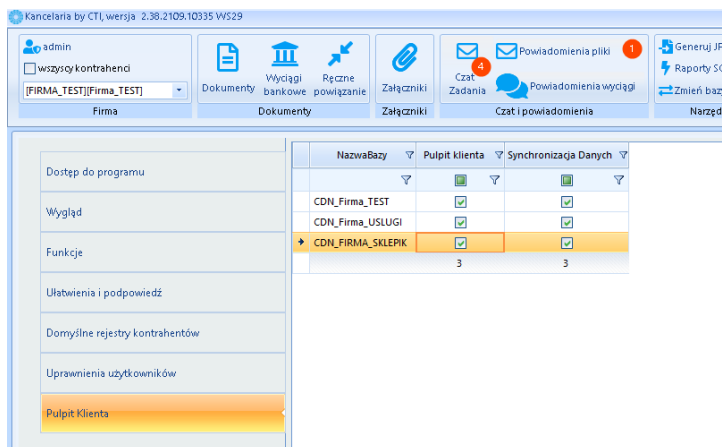 Kancelaria by CTI, wersja 2.38.2109.10335 WS29
admin
wszyscy kontrahenci
[FIRMA_TEST][Firma_TEST]
Firma
Dokumenty
Wyciągi bankowe
Ręczne powiązanie
Dokumenty
Załączniki
Załączniki
Czat
Zadania
4
Powiadomienia pliki
1
Powiadomienia wyciągi
Czat i powiadomienia
Generuj JP
Raporty SQ
Zmień bazy
Narzęd
Dostęp do programu
Wygląd
Funkcje
Ułatwienia i podpowiedź
Domyślne rejestry kontrahentów
Uprawnienia użytkowników
Pulpit Klienta
NazwaBazy Pulpit klienta Synchronizacja Danych
CDN_Firma_TEST
CDN_Firma_USLUGI
CDN_FIRMA_SKLEPIK
3 3